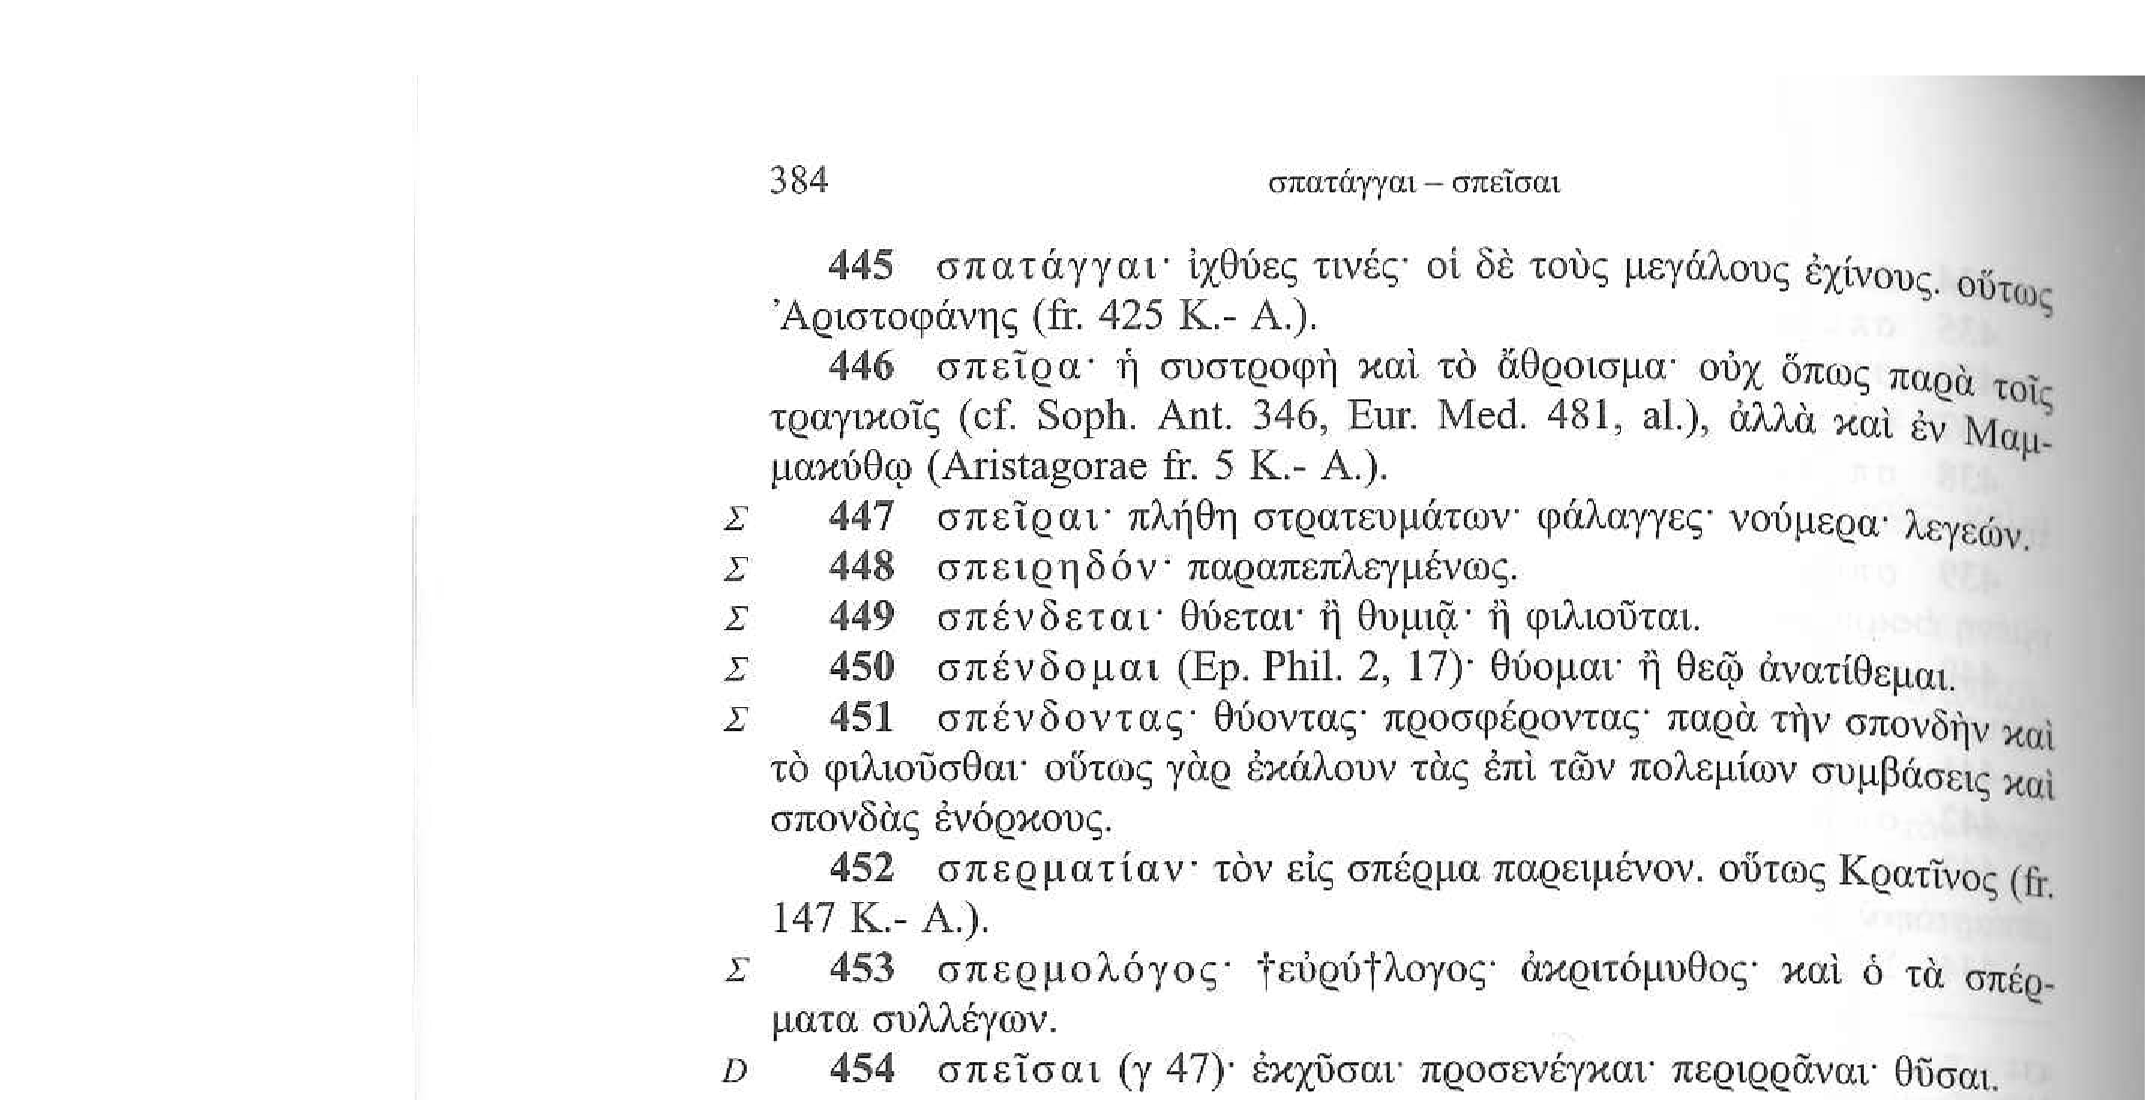 384 σπατάγγαι – σπεῖσαι
445 σπατάγγαι· ἰχθύες τινές· οἱ δὲ τοὺς μεγάλους ἐχίνους. οὕτως
Ἀριστοφάνης (fr. 425 K.- A.).
446 σπεῖρα· ἡ συστροφὴ καὶ τὸ ἄθροισμα· οὐχ ὅπως παρὰ τοῖς
τραγικοῖς (cf. Soph. Ant. 346, Eur. Med. 481, al.), ἀλλὰ καὶ ἐν Μαμ-
μακύθῳ (Aristagorae fr. 5 K.- A.).
Σ 447 σπεῖραι· πλήθη στρατευμάτων· φάλαγγες· νούμερα· λεγεών.
Σ 448 σπειρηδόν· παραπεπλεγμένως.
Σ 449 σπένδεται· θύεται· ἢ θυμιᾷ· ἢ φιλιοῦται.
Σ 450 σπένδομαι (Ep. Phil. 2, 17)· θύομαι· ἢ θεῷ ἀνατίθεμαι.
Σ 451 σπένδοντας· θύοντας· προσφέροντας· παρὰ τὴν σπονδὴν καὶ
τὸ φιλιοῦσθαι· οὕτως γὰρ ἐκάλουν τὰς ἐπὶ τῶν πολεμίων συμβάσεις καὶ
σπονδὰς ἐνόρκους.
452 σπερματίαν· τὸν εἰς σπέρμα παρειμένον. οὕτως Κρατῖνος (fr.
147 K.- A.).
Σ 453 σπερμολόγος· †εὐρύ†λογος· ἀκριτόμυθος· καὶ ὁ τὰ σπέρ-
ματα συλλέγων.
D 454 σπεῖσαι (γ 47)· ἐκχῦσαι· προσενέγκαι· περιρρᾶναι· θῦσαι.